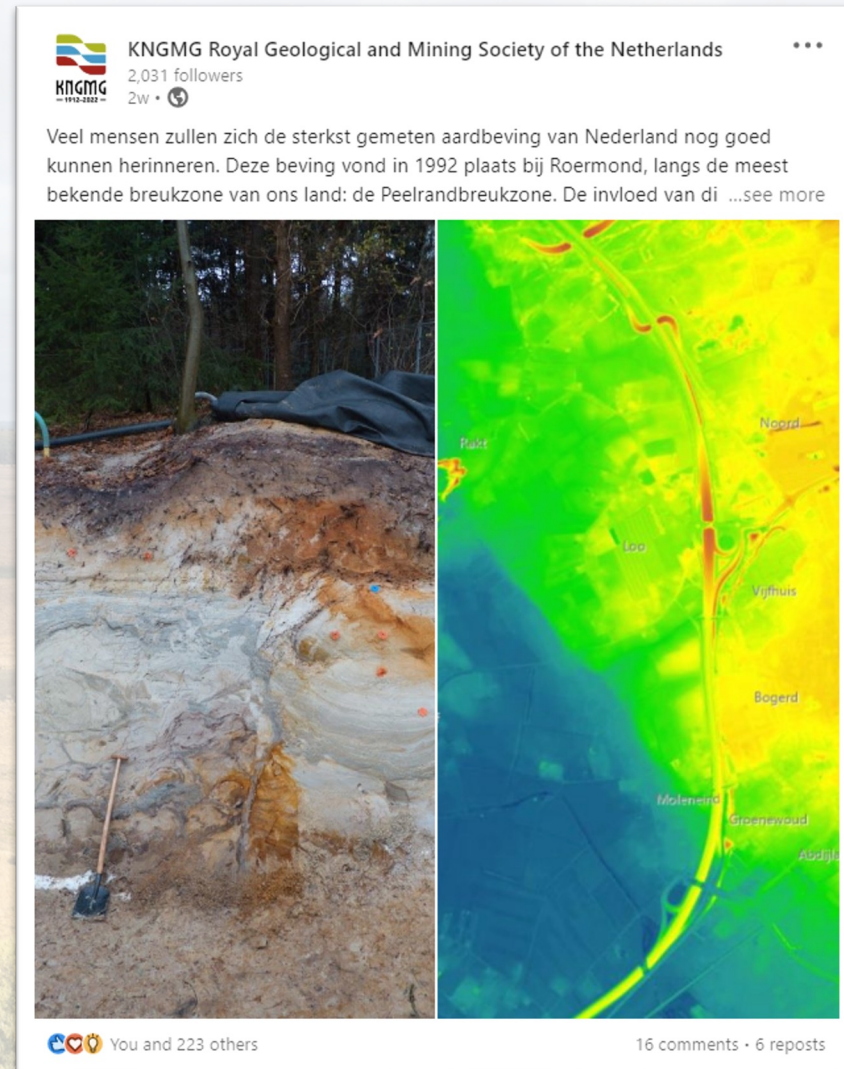 KNGMG Royal Geological and Mining Society of the Netherlands
KNGMG
1912-2022
2,031 followers
2w
Veel mensen zullen zich de sterkst gemeten aardbeving van Nederland nog goed
kunnen herinneren. Deze beving vond in 1992 plaats bij Roermond, langs de meest
bekende breukzone van ons land: de Peelrandbreukzone. De invloed van di ...see more
Noord
Rakt
Loo
Vijfhuis
Bogerd
Moleneind
Groenewoud
You and 223 others
16 comments • 6 reposts